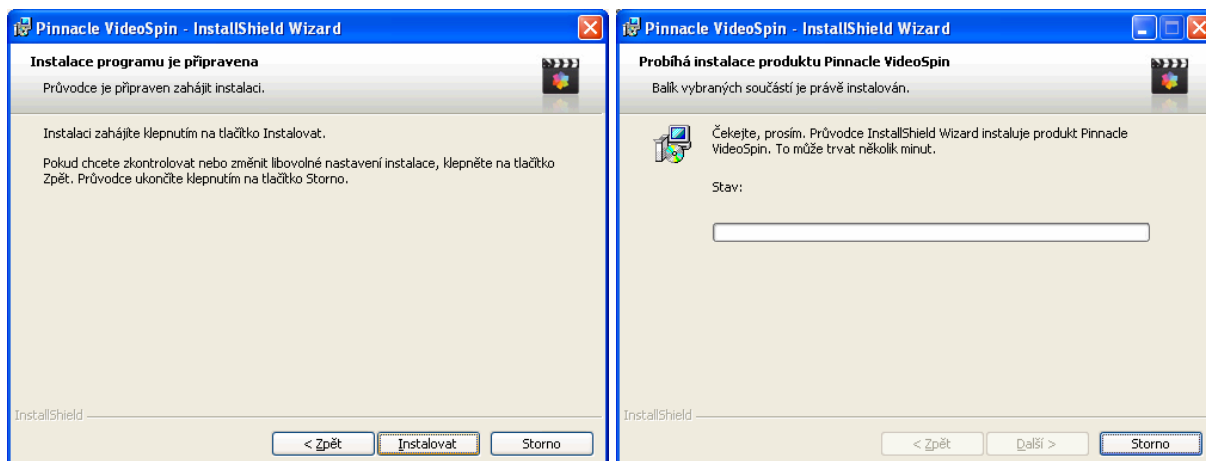 Pinnacle VideoSpin - InstallShield Wizard
Instalace programu je připravena
Průvodce je připraven zahájit instalaci.
Instalaci zahájíte klepnutím na tlačítko Instalovat.
Pokud chcete zkontrolovat nebo změnit libovolné nastavení instalace, klepněte na tlačítko
Zpět. Průvodce ukončíte klepnutím na tlačítko Storno.
InstallShield
< Zpět
Instalovat
Storno
Pinnacle VideoSpin - InstallShield Wizard
Probíhá instalace produktu Pinnacle VideoSpin
Balík vybraných součástí je právě instalován.
Čekejte, prosím. Průvodce InstallShield Wizard instaluje produkt Pinnacle
VideoSpin. To může trvat několik minut.
Stav:
InstallShield
< Zpět
Další >
Storno